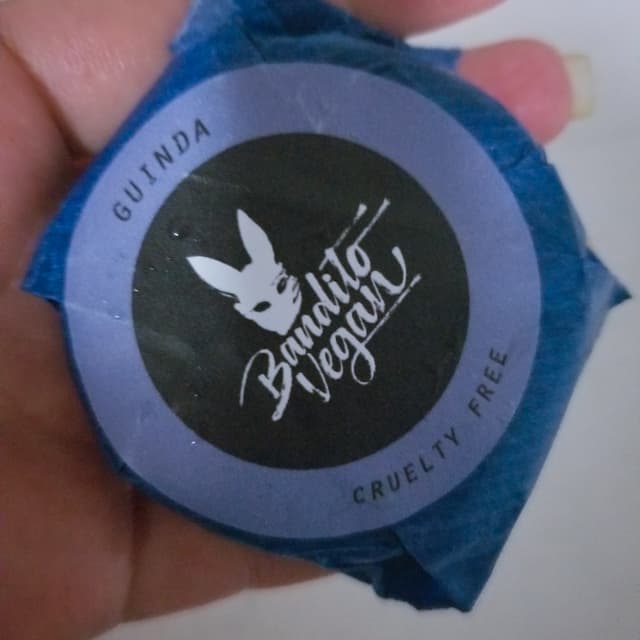 GUINDA
Bandito
Vegan
CRUELTY FREE